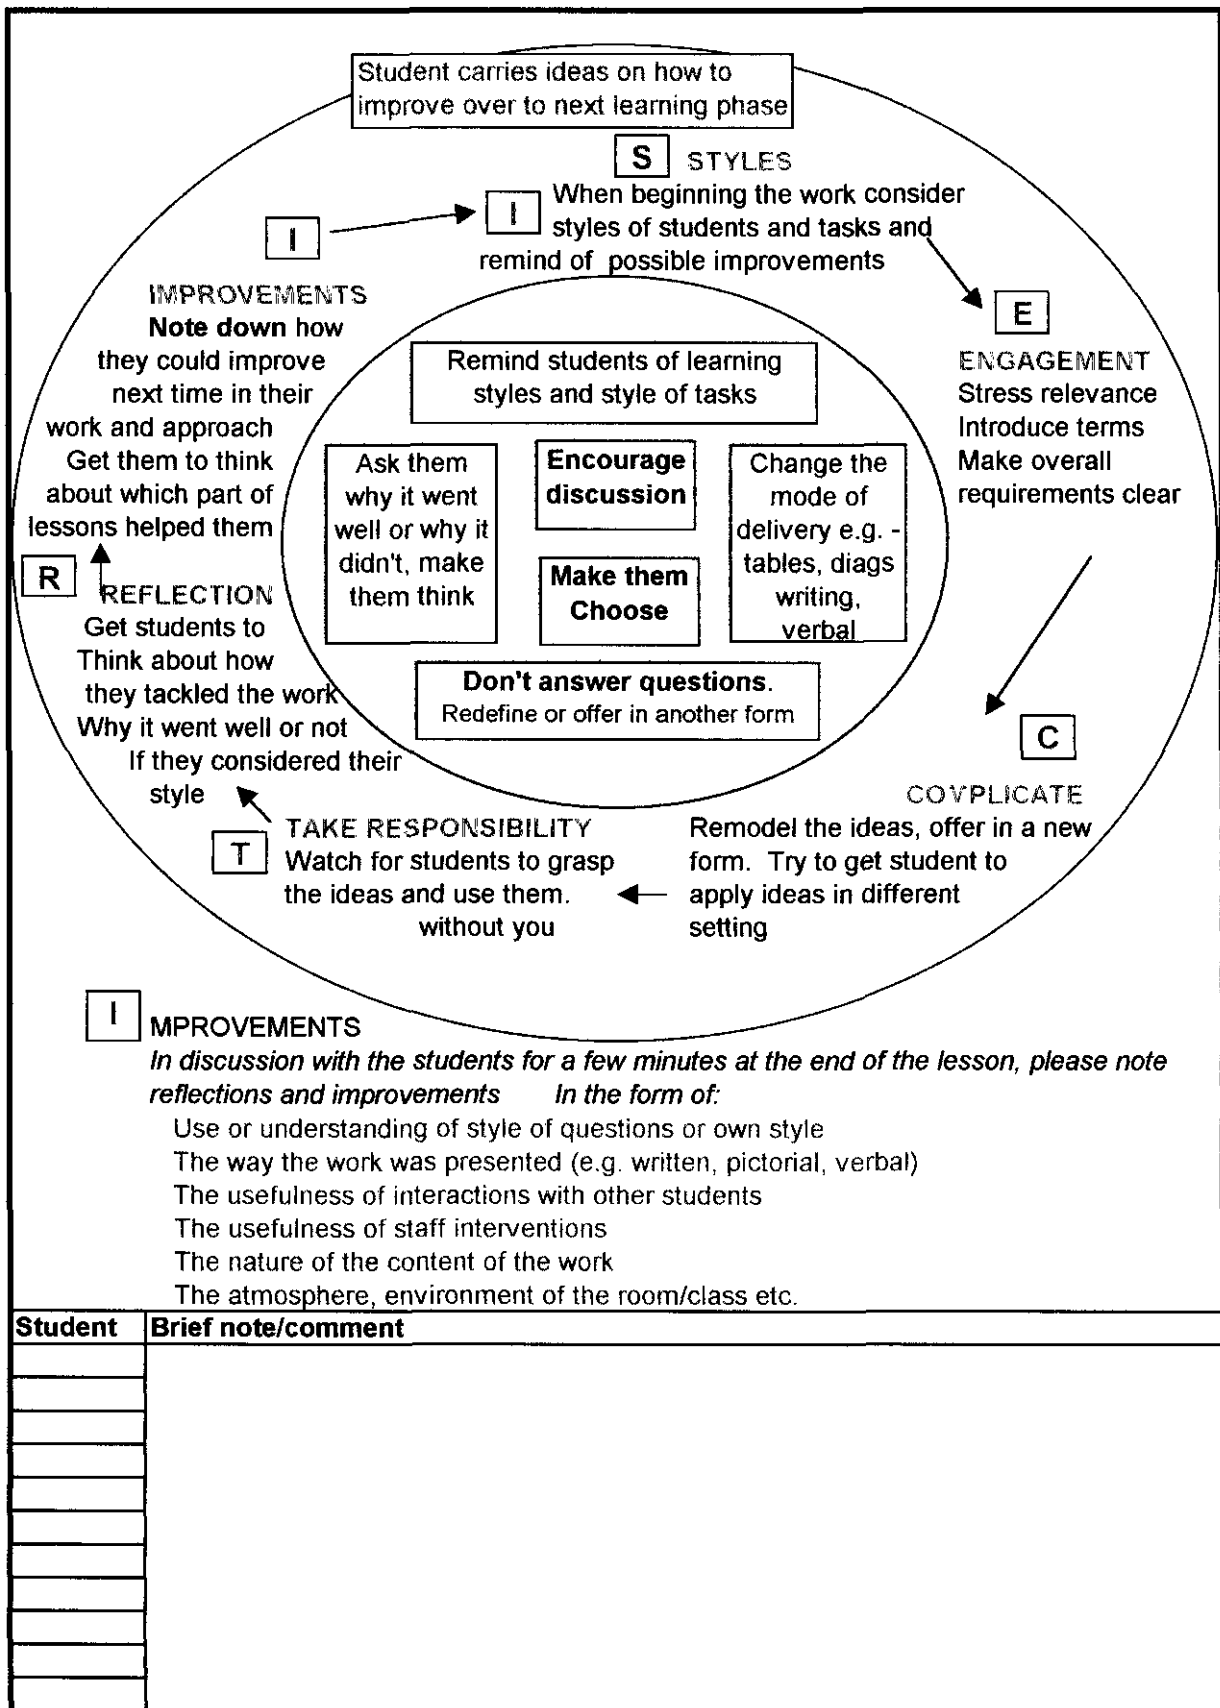 Student carries ideas on how to
improve over to next learning phase
S STYLES
I When beginning the work consider
styles of students and tasks and
remind of possible improvements
E
ENGAGEMENT
Stress relevance
Introduce terms
Make overall
requirements clear
C
COVPLICATE
Remodel the ideas, offer in a new
form. Try to get student to
apply ideas in different
setting
T TAKE RESPONSIBILITY
Watch for students to grasp
the ideas and use them.
without you
R
REFLECTION
Get students to
Think about how
they tackled the work
Why it went well or not
If they considered their
style
I
IMPROVEMENTS
Note down how
they could improve
next time in their
work and approach
Get them to think
about which part of
lessons helped them
Remind students of learning
styles and style of tasks
Ask them
why it went
well or why it
didn't, make
them think
Encourage
discussion
Make them
Choose
Change the
mode of
delivery e.g. -
tables, diags
writing,
verbal
Don't answer questions.
Redefine or offer in another form
I MPROVEMENTS
In discussion with the students for a few minutes at the end of the lesson, please note
reflections and improvements In the form of:
Use or understanding of style of questions or own style
The way the work was presented (e.g. written, pictorial, verbal)
The usefulness of interactions with other students
The usefulness of staff interventions
The nature of the content of the work
The atmosphere, environment of the room/class etc.
Student Brief note/comment